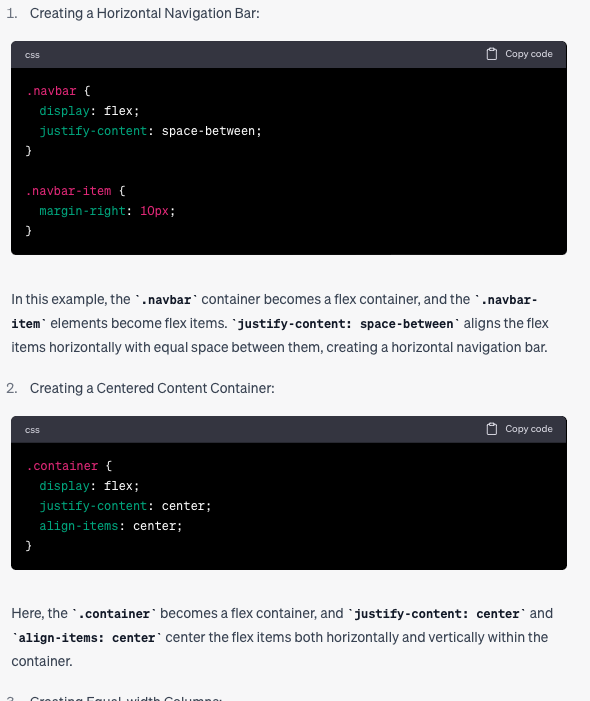 1. Creating a Horizontal Navigation Bar:
css Copy code
.navbar {
display: flex;
justify-content: space-between;
}
.navbar-item {
margin-right: 10px;
}
In this example, the `.navbar` container becomes a flex container, and the `.navbar-
item` elements become flex items. `justify-content: space-between` aligns the flex
items horizontally with equal space between them, creating a horizontal navigation bar.
2. Creating a Centered Content Container:
css Copy code
.container {
display: flex;
justify-content: center;
align-items: center;
}
Here, the `.container` becomes a flex container, and `justify-content: center` and
`align-items: center` center the flex items both horizontally and vertically within the
container.
3. Creating Equal-width Columns: